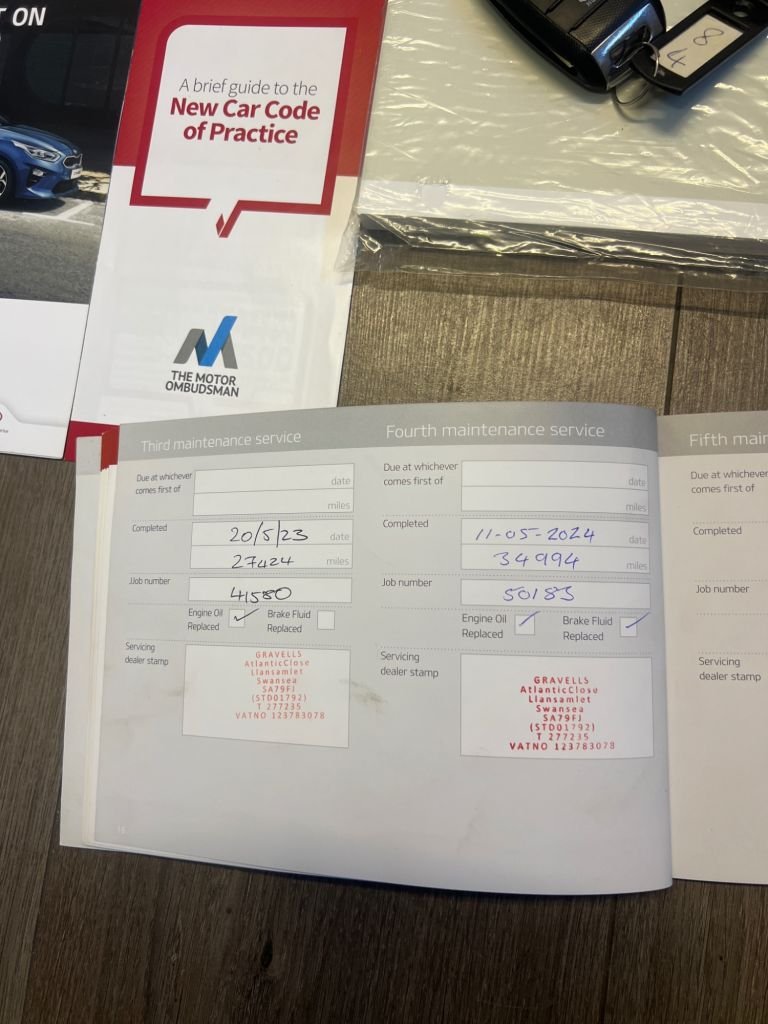 T ON
A brief guide to the
New Car Code
of Practice
THE MOTOR
OMBUDSMAN
48
Third maintenance service
Due at whichever
comes first of
date
miles
Completed
20/5/23 date
27424 miles
JJob number
41580
Engine Oil
Replaced
Brake Fluid
Replaced
Servicing
dealer stamp
GRAVELLS
AtlanticClose
Llansamlet
Swansea
SA79FJ
(STD01792)
T 277235
VATNO 123783078
16
Fourth maintenance service
Due at whichever
comes first of
date
miles
Completed
11-05-2024 date
34994 miles
Job number
50183
Engine Oil
Replaced
Brake Fluid
Replaced
Servicing
dealer stamp
GRAVELLS
AtlanticClose
Llansamlet
Swansea
SA79FJ
(STD01792)
T 277235
VATNO 123783078
Fifth mai
Due at whichever
comes first of
Completed
Job number
Servicing
dealer stamp